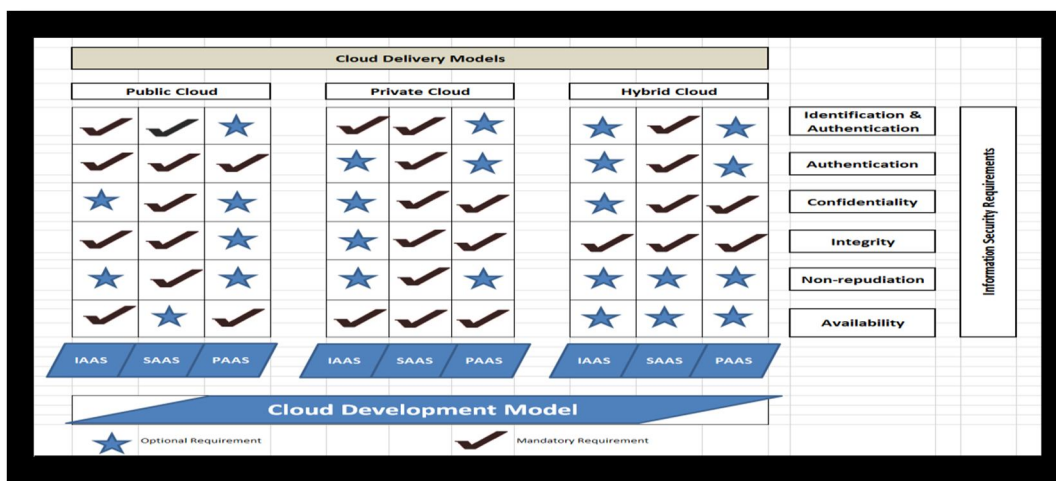 Cloud Delivery Models
Public Cloud
Private Cloud
Hybrid Cloud
Identification &
Authentication
Authentication
Confidentiality
Integrity
Non-repudiation
Availability
Information Security Requirements
IAAS SAAS PAAS
IAAS SAAS PAAS
IAAS SAAS PAAS
Cloud Development Model
Optional Requirement
Mandatory Requirement